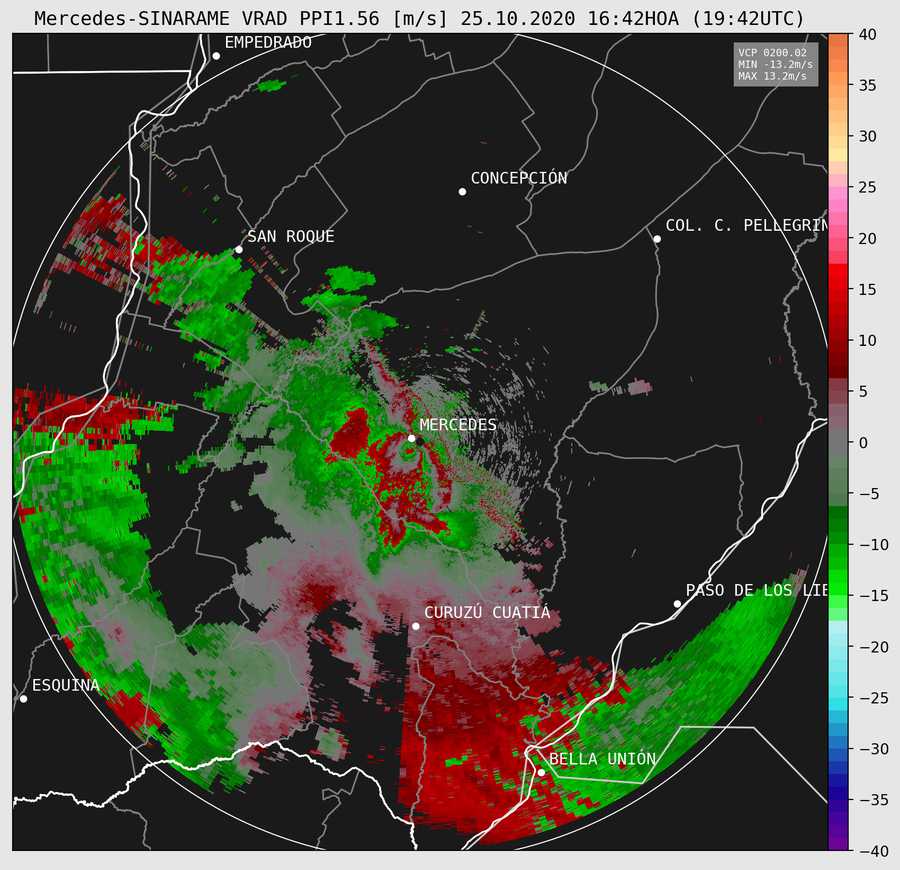 Mercedes-SINARAME VRAD PPI1.56 [m/s] 25.10.2020 16:42HOA (19:42UTC)
EMPEDRADO
VCP 0200.02
MIN -13.2m/s
MAX 13.2m/s
CONCEPCIÓN
SAN ROQUE
COL. C. PELLEGRIN
MERCEDES
PASO DE LOS LIE
CURUZÚ CUATIÁ
ESQUINA
BELLA UNIÓN
40
35
30
25
20
15
10
5
0
−5
−10
−15
−20
−25
−30
−35
−40